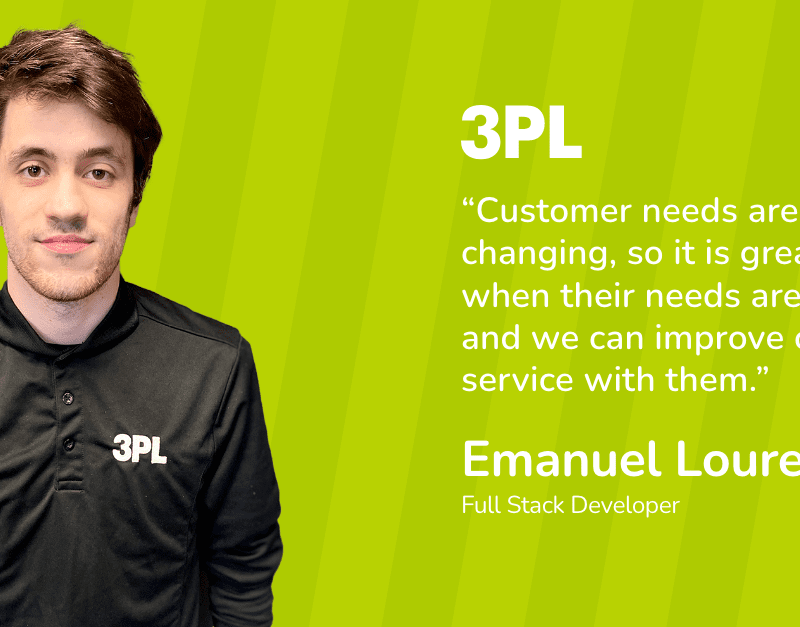 3PL
“Customer needs are
changing, so it is grea
when their needs are
and we can improve o
service with them.”
Emanuel Loure
Full Stack Developer
3PL